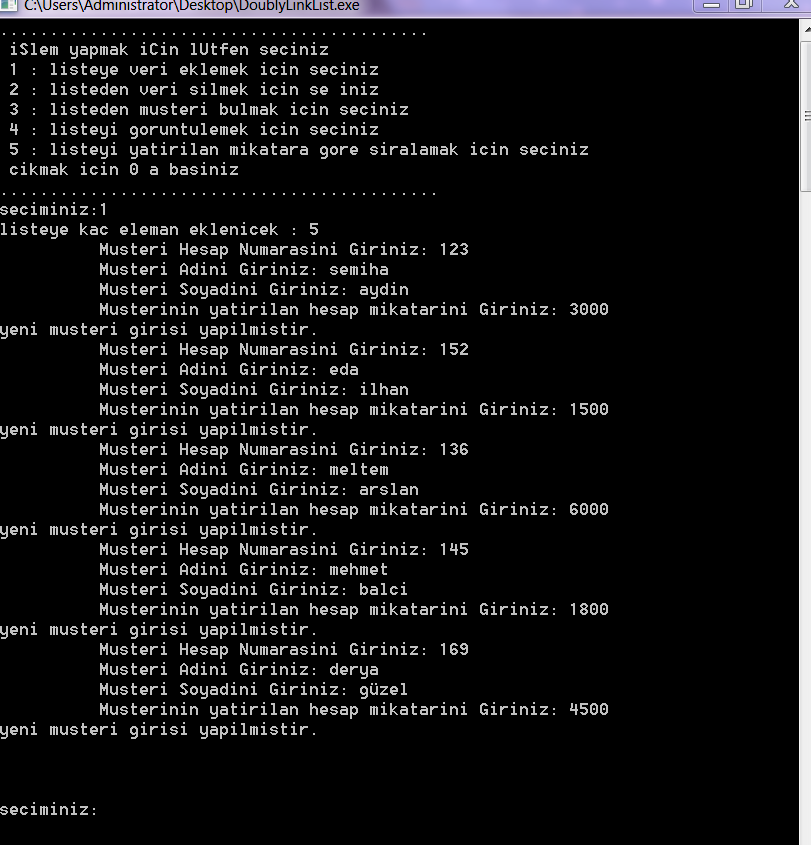 C:\Users\Administrator\Desktop\DoublyLinkList.exe
...........................................
iSlem yapmak iCin lUtfen seciniz
1 : listeye veri eklemek icin seciniz
2 : listeden veri silmek icin se iniz
3 : listeden musteri bulmak icin seciniz
4 : listeyi goruntulemek icin seciniz
5 : listeyi yatirilan mikatara gore siralamak icin seciniz
cikmak icin 0 a basiniz
............................................
seciminiz:1
listeye kac eleman eklenicek : 5
Musteri Hesap Numarasini Giriniz: 123
Musteri Adini Giriniz: semiha
Musteri Soyadini Giriniz: aydin
Musterinin yatirilan hesap mikatarini Giriniz: 3000
yeni musteri girisi yapilmistir.
Musteri Hesap Numarasini Giriniz: 152
Musteri Adini Giriniz: eda
Musteri Soyadini Giriniz: ilhan
Musterinin yatirilan hesap mikatarini Giriniz: 1500
yeni musteri girisi yapilmistir.
Musteri Hesap Numarasini Giriniz: 136
Musteri Adini Giriniz: meltem
Musteri Soyadini Giriniz: arslan
Musterinin yatirilan hesap mikatarini Giriniz: 6000
yeni musteri girisi yapilmistir.
Musteri Hesap Numarasini Giriniz: 145
Musteri Adini Giriniz: mehmet
Musteri Soyadini Giriniz: balci
Musterinin yatirilan hesap mikatarini Giriniz: 1800
yeni musteri girisi yapilmistir.
Musteri Hesap Numarasini Giriniz: 169
Musteri Adini Giriniz: derya
Musteri Soyadini Giriniz: güzel
Musterinin yatirilan hesap mikatarini Giriniz: 4500
yeni musteri girisi yapilmistir.
seciminiz: